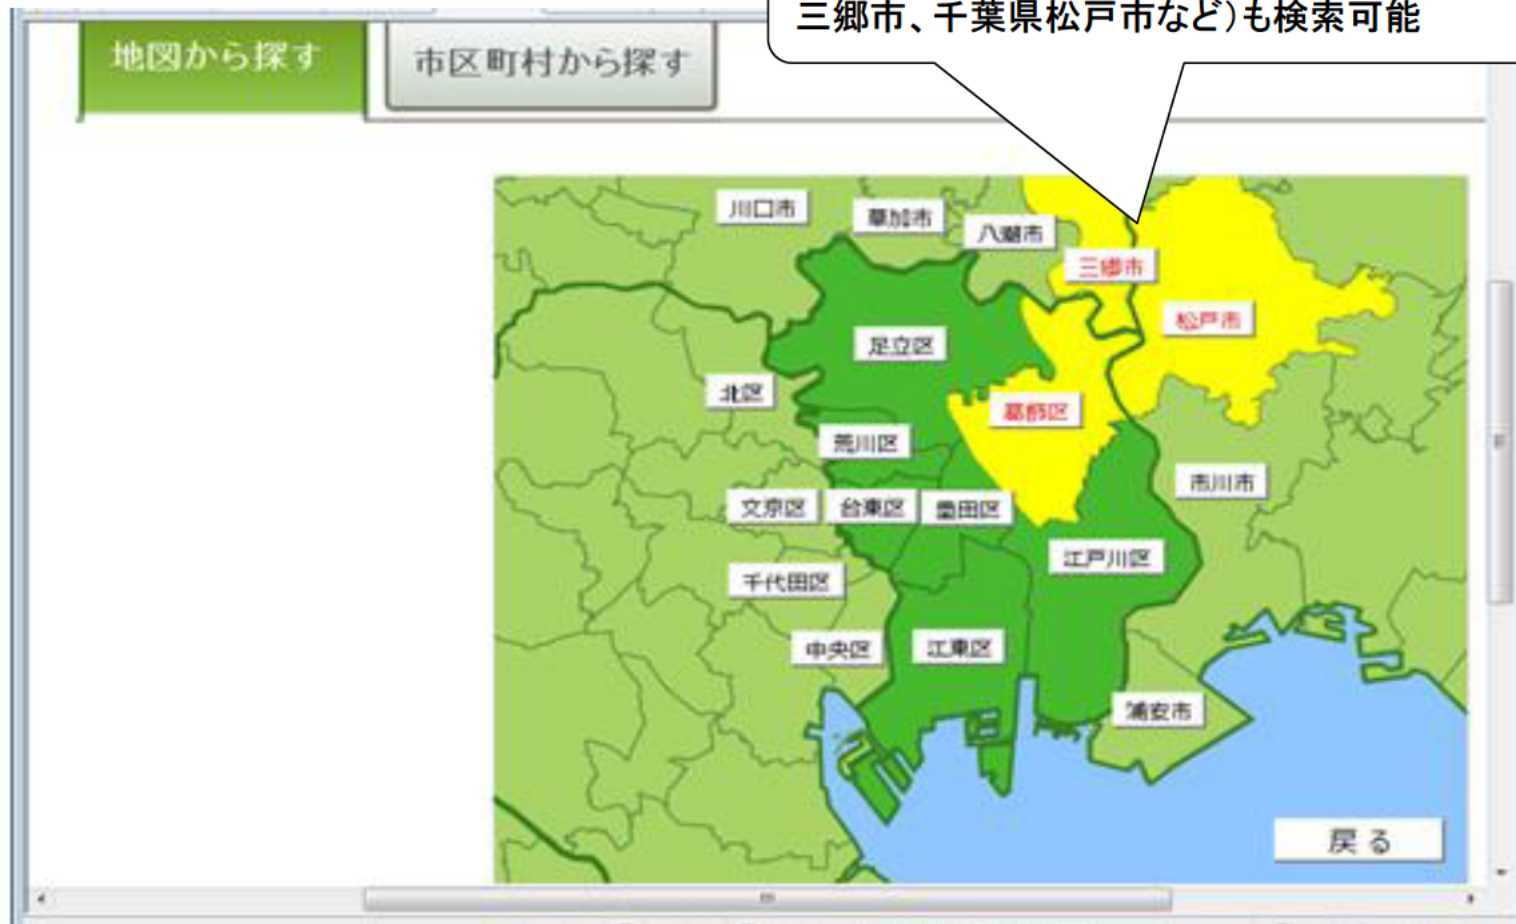 三郷市、千葉県松戸市など)も検索可能
地図から探す
市区町村から探す
川口市
草加市
八潮市
三郷市
松戸市
足立区
北区
葛飾区
荒川区
市川市
文京区
台東区
墨田区
江戸川区
千代田区
中央区
江東区
浦安市
戻る